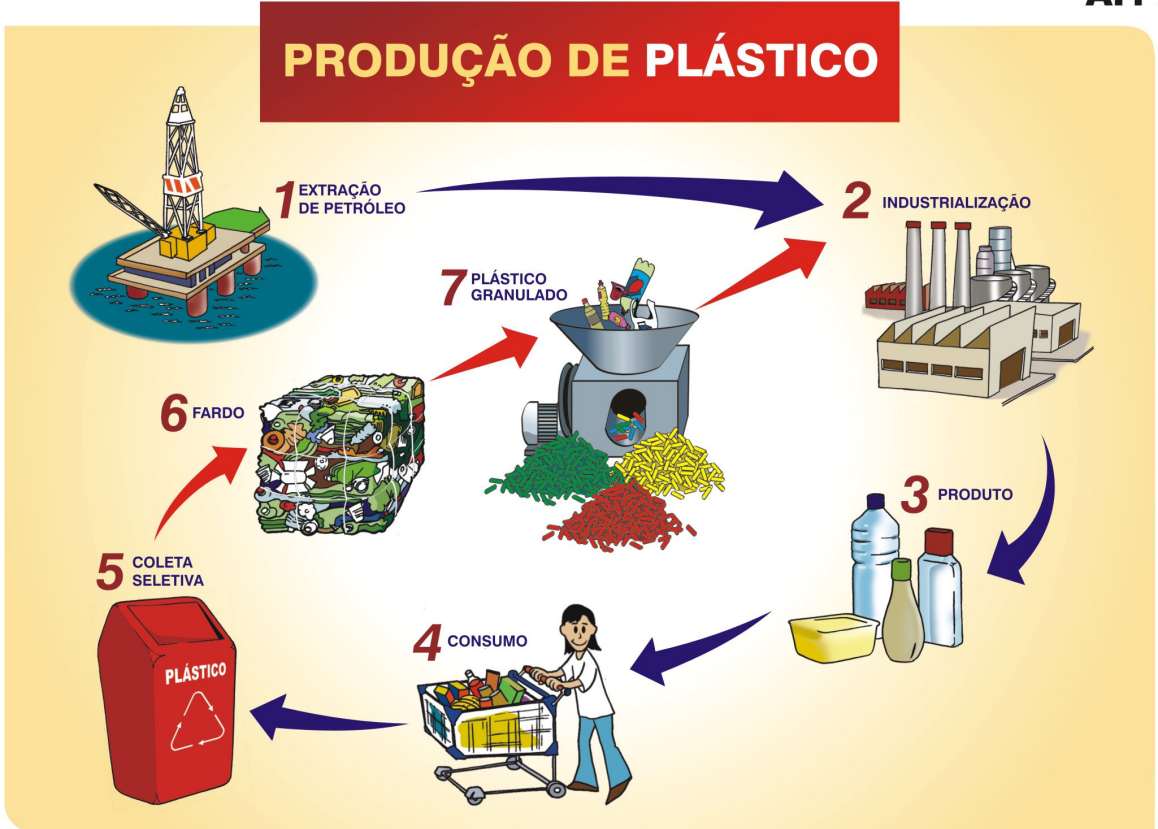 PRODUÇÃO DE PLÁSTICO
1 EXTRAÇÃO
DE PETRÓLEO
2 INDUSTRIALIZAÇÃO
3 PRODUTO
4 CONSUMO
5 COLETA
SELETIVA
PLÁSTICO
6 FARDO
7 PLÁSTICO
GRANULADO